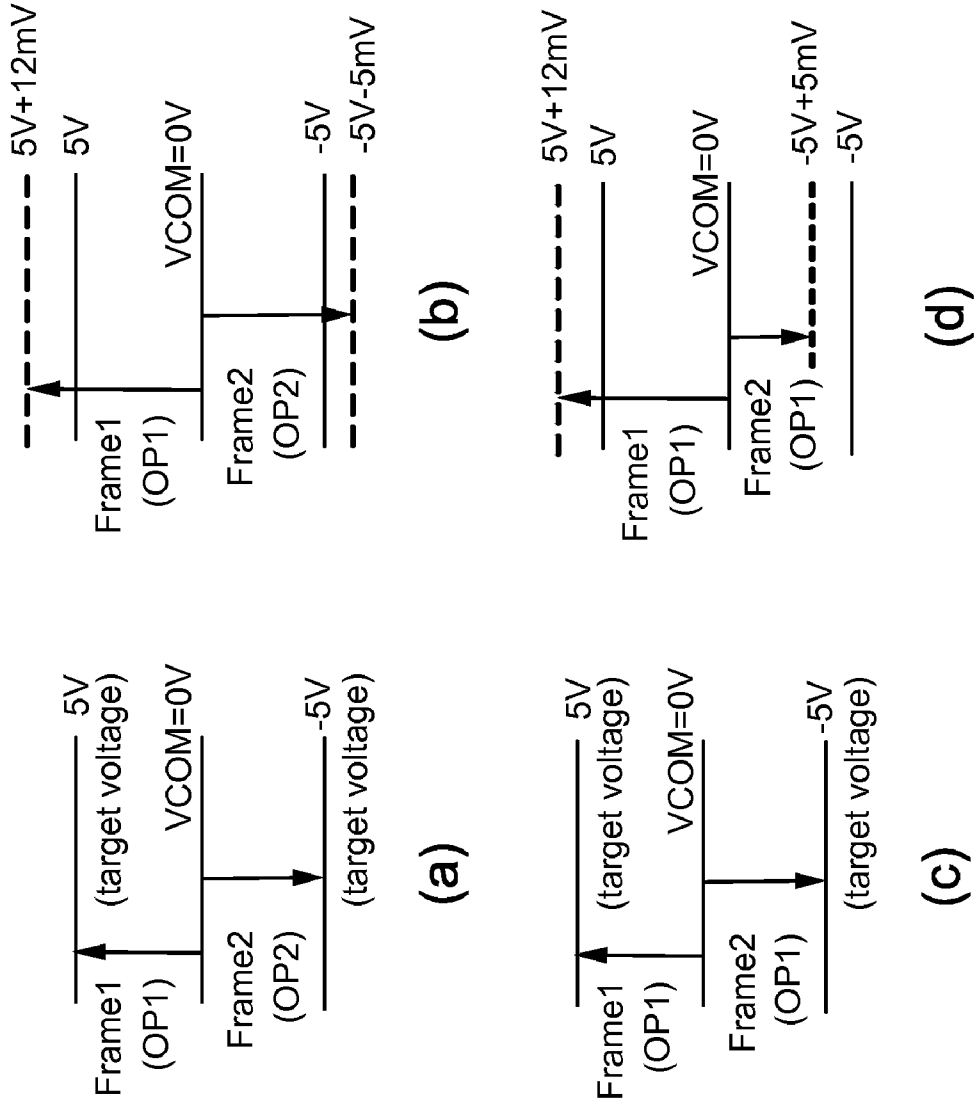 5V
(target voltage)
Frame1
(OP1)
VCOM=0V
Frame2
(OP2)
-5V
(target voltage)
(a)
5V+12mV
5V
Frame1
(OP1)
VCOM=0V
Frame2
(OP2)
-5V
-5V-5mV
(b)
5V
(target voltage)
Frame1
(OP1)
VCOM=0V
Frame2
(OP1)
-5V
(target voltage)
(c)
5V+12mV
5V
Frame1
(OP1)
VCOM=0V
Frame2
(OP1)
-5V+5mV
-5V
(d)